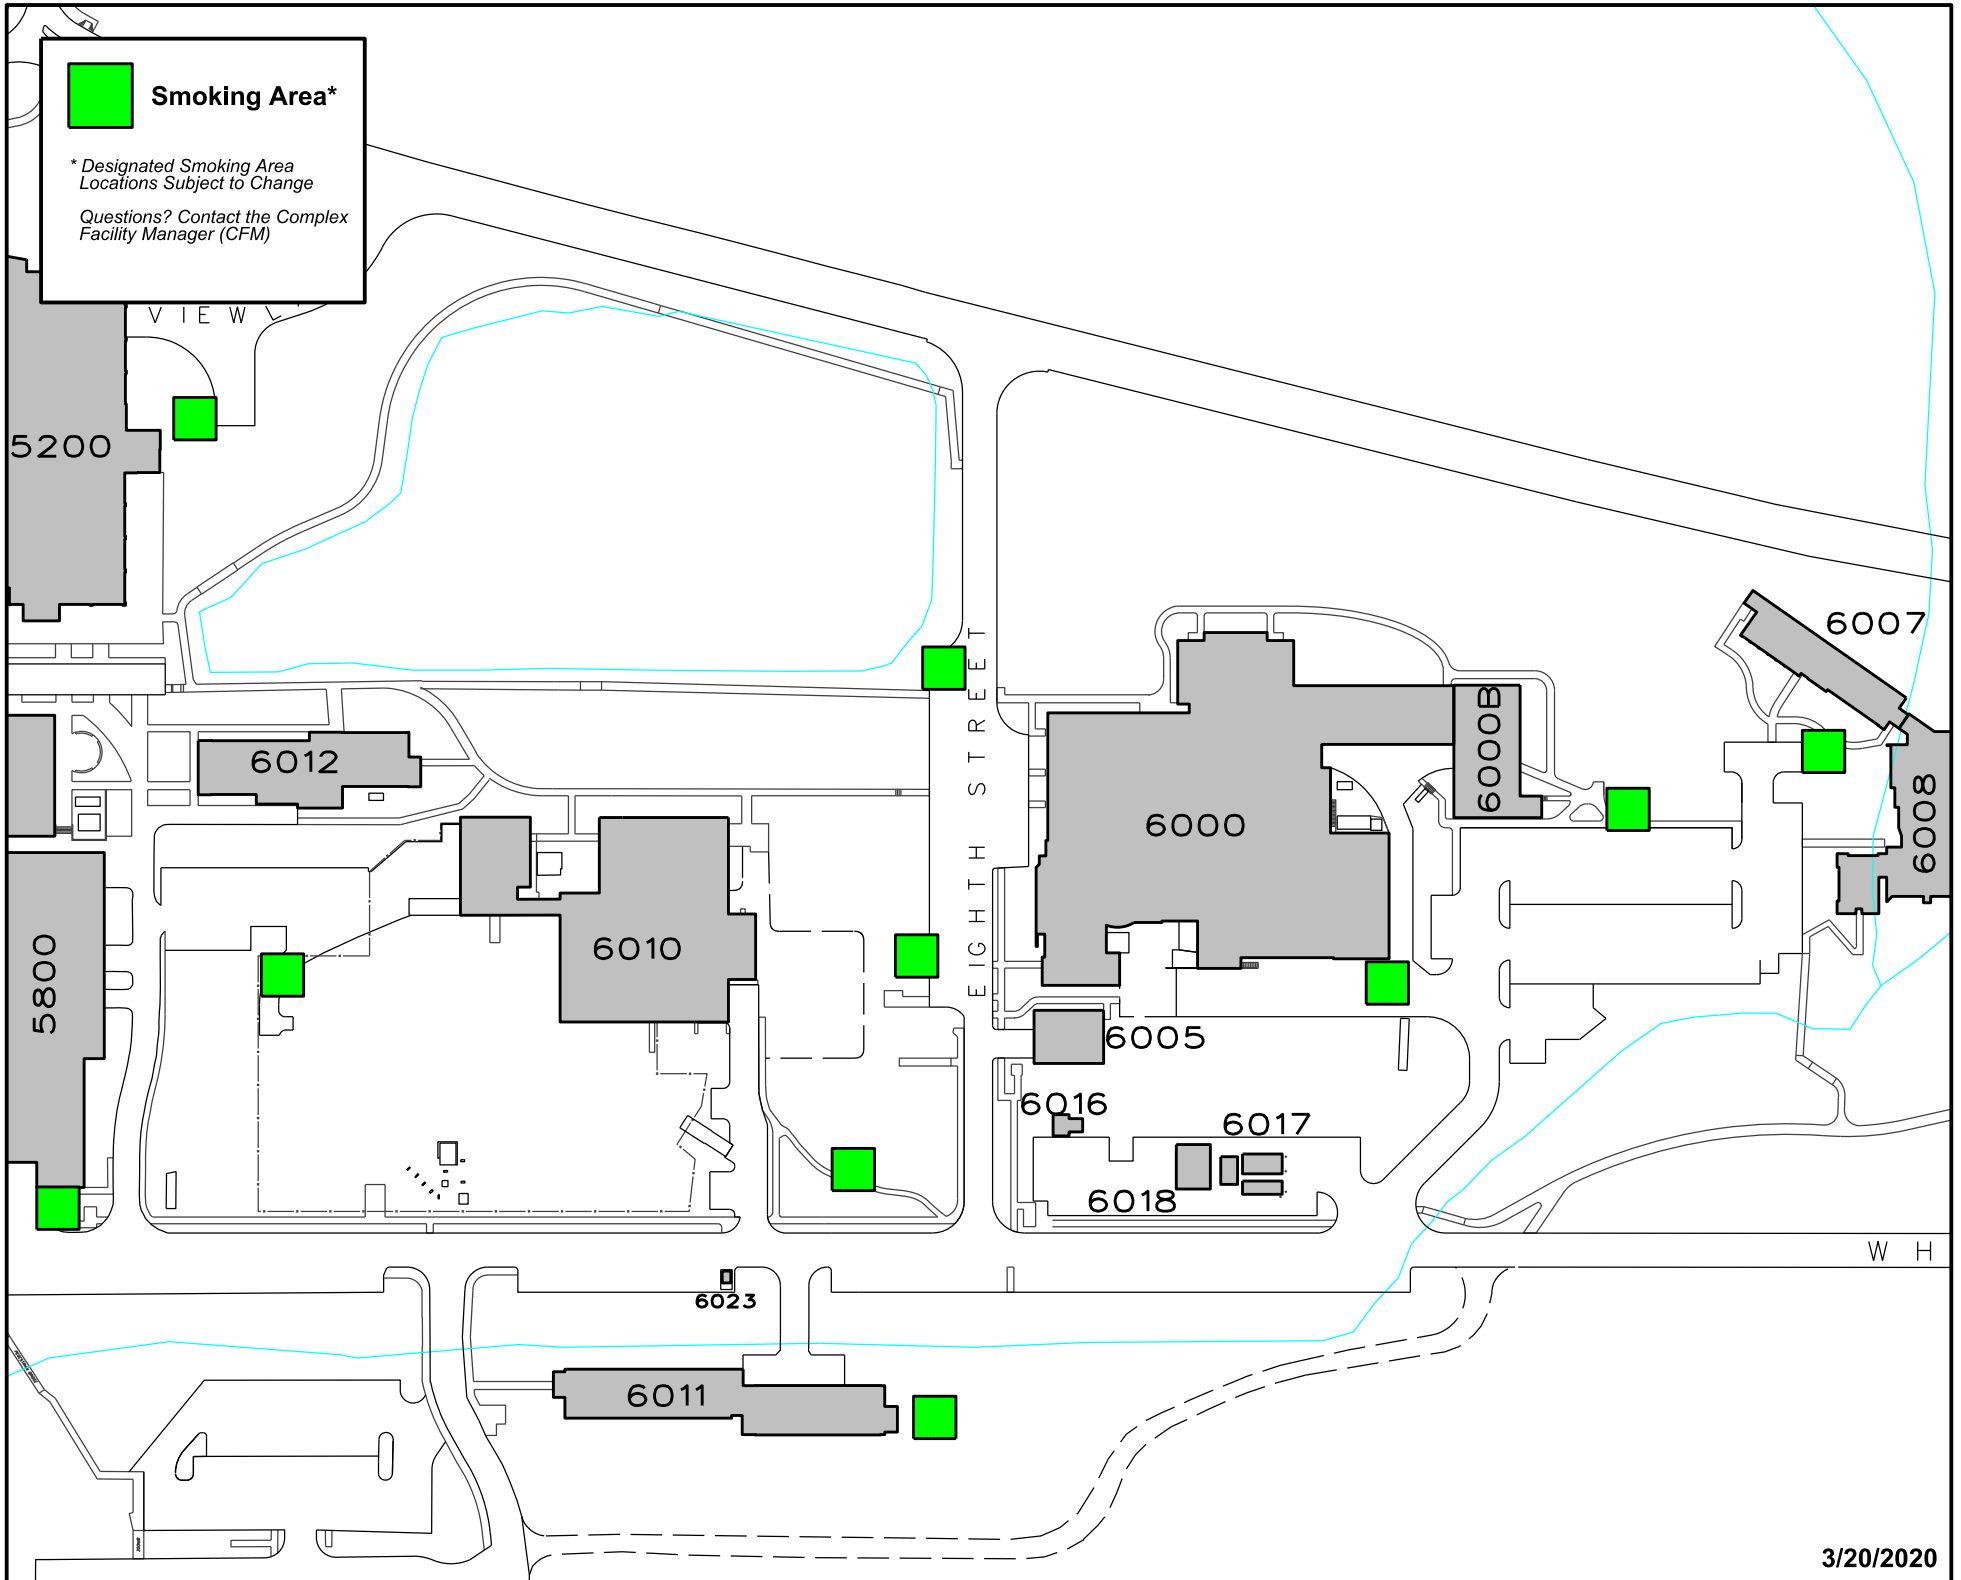 Smoking Area*
* Designated Smoking Area
Locations Subject to Change
Questions? Contact the Complex
Facility Manager (CFM)
VIEW
5200
6007
EIGHTH STREET
6000B
6012
6000
6008
6010
5800
6005
6016
6017
6018
W H
6023
6011
3/20/2020